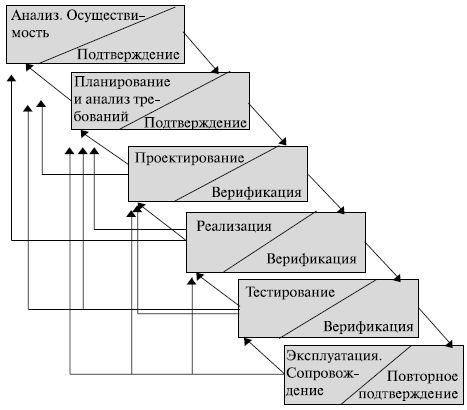 Анализ. Осуществи-
мость
Подтверждение
Планирование
и анализ тре-
бований
Подтверждение
Проектирование
Верификация
Реализация
Верификация
Тестирование
Верификация
Эксплуатация.
Сопровож-
дение
Повторное
подтверждение